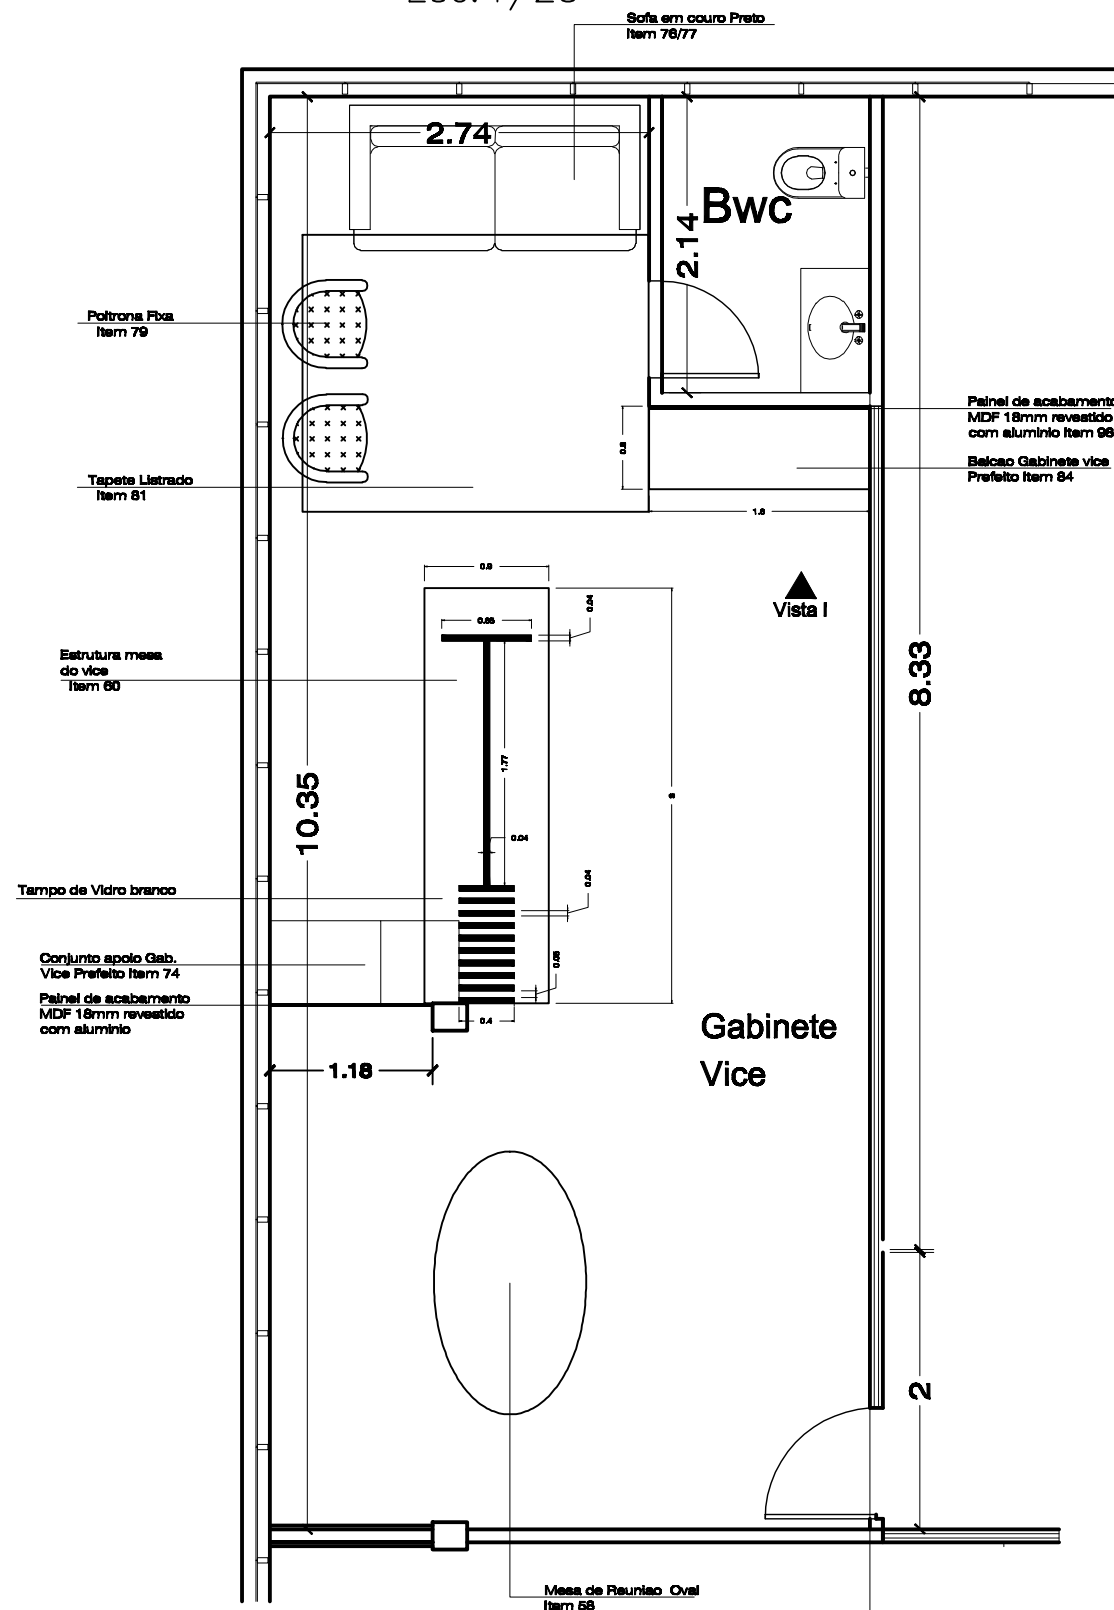 Sofa em couro Preto
Item 76/77
2.74
Bwc
2.14
Poltrona Fixa
Item 79
Painel de acabamento
MDF 18mm revestido
com aluminio Item 98
0.8
Balcao Gabinete vice
Prefeito Item 84
Tapete Listrado
Item 81
1.6
0.9
Vista I
0.04
0.65
Estrutura mesa
do vice
Item 60
8.33
1.77
10.35
0.04
0.04
Tampo de Vidro branco
Conjunto apoio Gab.
Vice Prefeito Item 74
0.05
Painel de acabamento
MDF 18mm revestido
com aluminio
0.4
Gabinete
Vice
1.18
2
Mesa de Reuniao Oval
Item 58